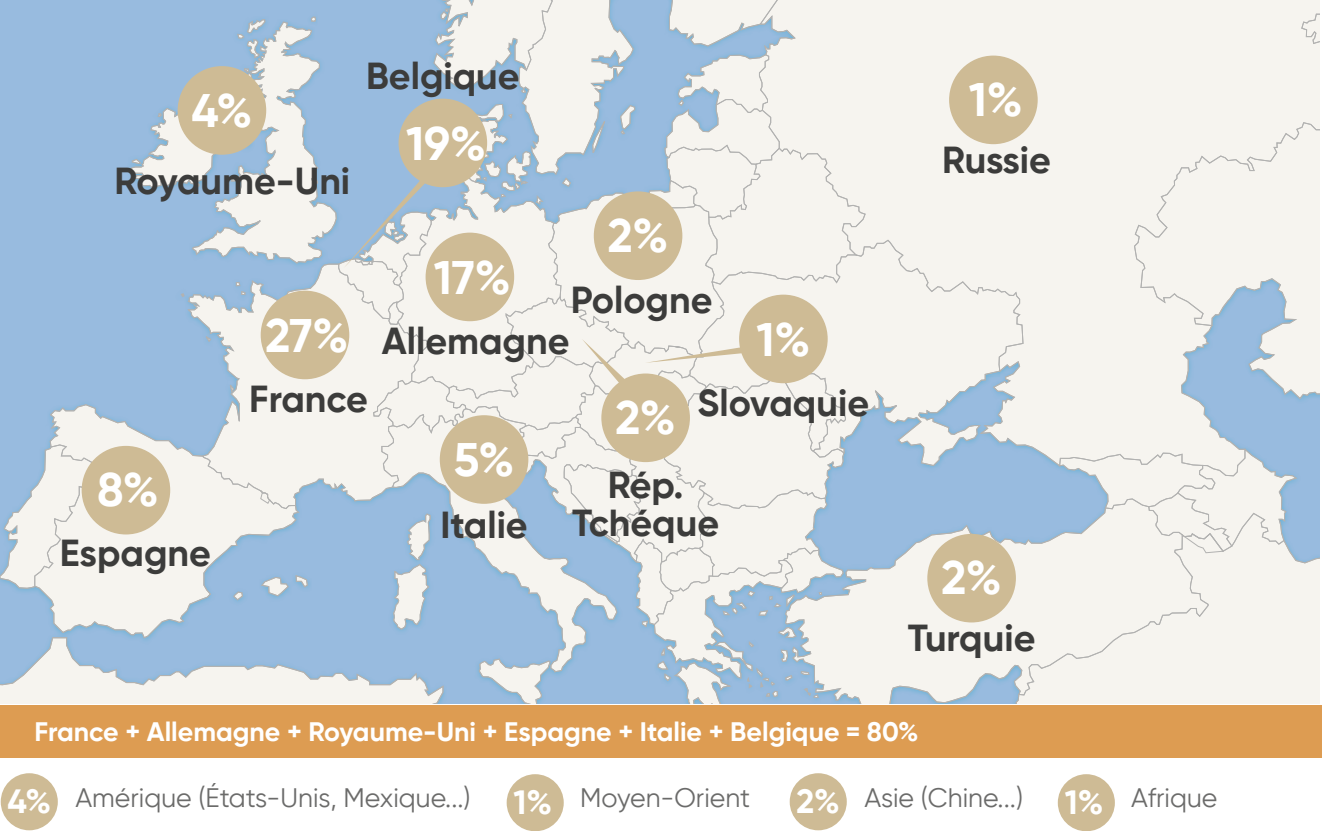 Belgique
19%
4%
Royaume-Uni
1%
Russie
2%
Pologne
17%
Allemagne
27%
France
1%
Slovaquie
2%
Rép.
Tchéque
5%
Italie
8%
Espagne
2%
Turquie
France + Allemagne + Royaume-Uni + Espagne + Italie + Belgique = 80%
4% Amérique (États-Unis, Mexique...) 1% Moyen-Orient 2% Asie (Chine...) 1% Afrique